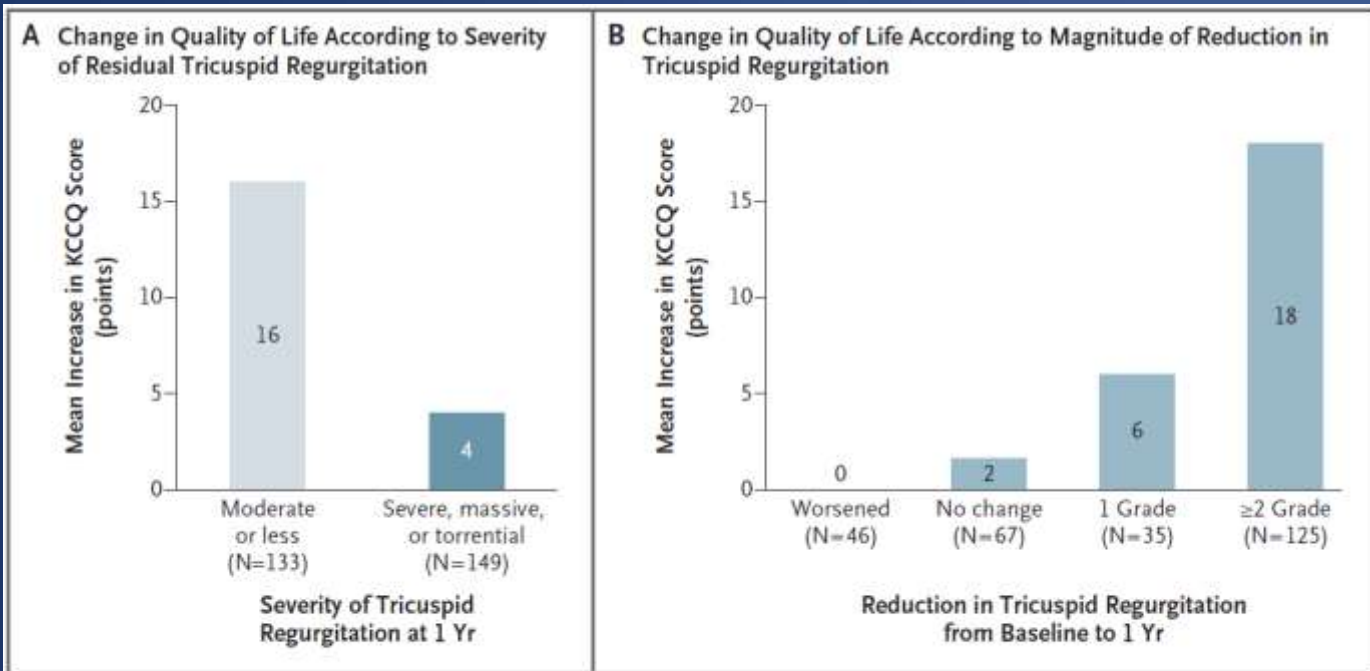 A Change in Quality of Life According to Severity
of Residual Tricuspid Regurgitation
Mean Increase in KCCQ Score
(points)
20
15
10
5
0
16
4
Moderate
or less
(N=133)
Severe, massive,
or torrential
(N=149)
Severity of Tricuspid
Regurgitation at 1 Yr
B Change in Quality of Life According to Magnitude of Reduction in
Tricuspid Regurgitation
Mean Increase in KCCQ Score
(points)
20
15
10
5
0
0
2
6
18
Worsened
(N=46)
No change
(N=67)
1 Grade
(N=35)
≥2 Grade
(N=125)
Reduction in Tricuspid Regurgitation
from Baseline to 1 Yr